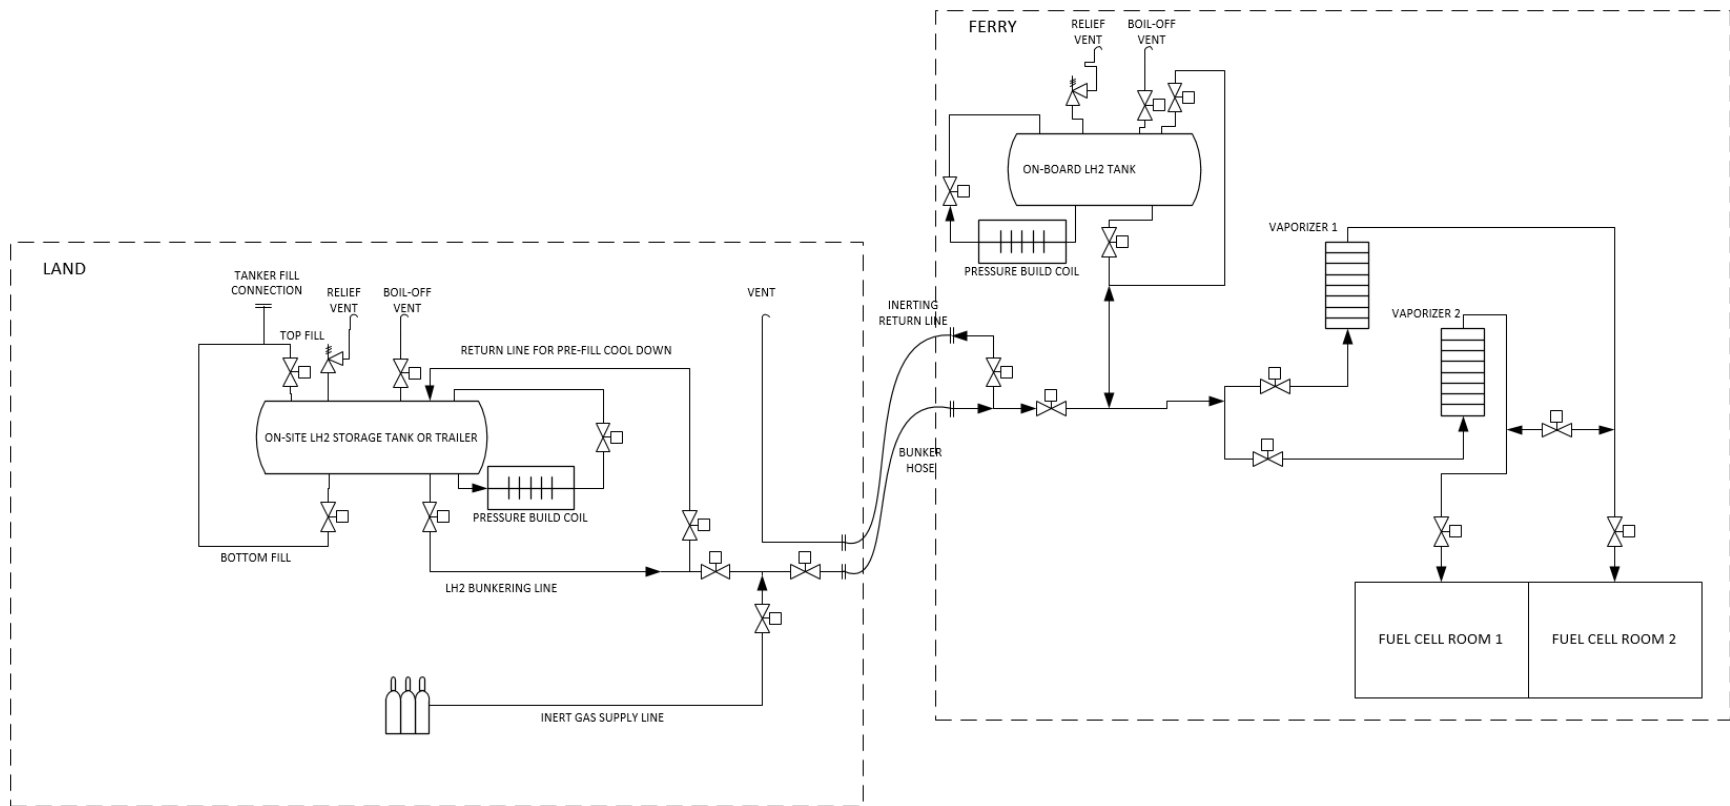 FERRY
RELIEF
VENT
BOIL-OFF
VENT
ON-BOARD LH2 TANK
PRESSURE BUILD COIL
VAPORIZER 1
VAPORIZER 2
LAND
TANKER FILL
CONNECTION
RELIEF
VENT
BOIL-OFF
VENT
VENT
TOP FILL
RETURN LINE FOR PRE-FILL COOL DOWN
INERTING
RETURN LINE
ON-SITE LH2 STORAGE TANK OR TRAILER
BUNKER
HOSE
PRESSURE BUILD COIL
BOTTOM FILL
LH2 BUNKERING LINE
INERT GAS SUPPLY LINE
FUEL CELL ROOM 1
FUEL CELL ROOM 2